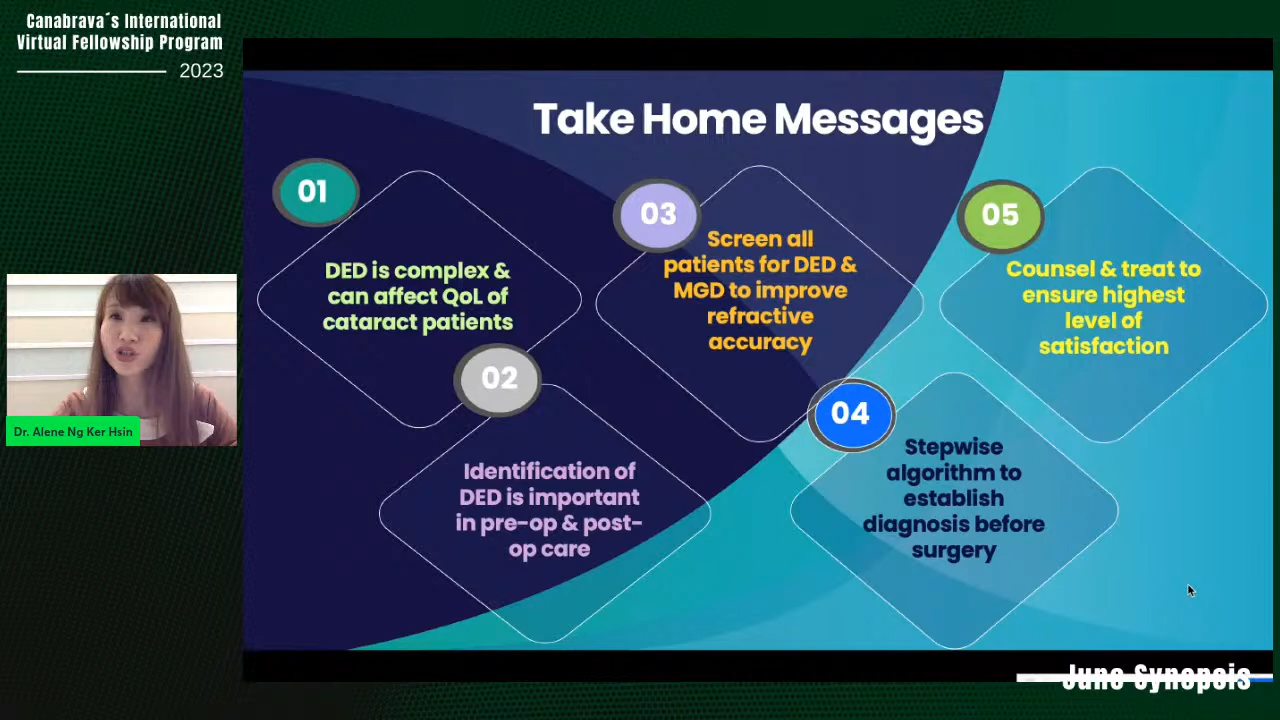 Canabrava´s International
Virtual Fellowship Program
2023
Take Home Messages
01
DED is complex &
can affect QoL of
cataract patients
02
Identification of
DED is important
in pre-op & post-
op care
03
Screen all
patients for DED &
MGD to improve
refractive
accuracy
04
Stepwise
algorithm to
establish
diagnosis before
surgery
05
Counsel & treat to
ensure highest
level of
satisfaction
Dr. Alene Ng Ker Hsin
June Synopsis